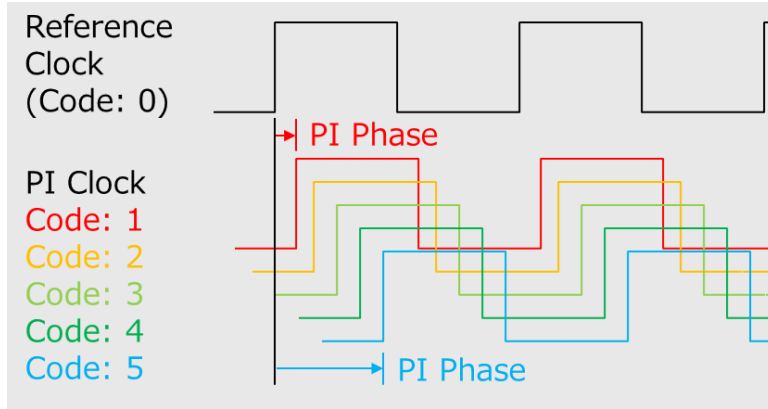 Reference
Clock
(Code: 0)
PI Phase
PI Clock
Code: 1
Code: 2
Code: 3
Code: 4
Code: 5
PI Phase